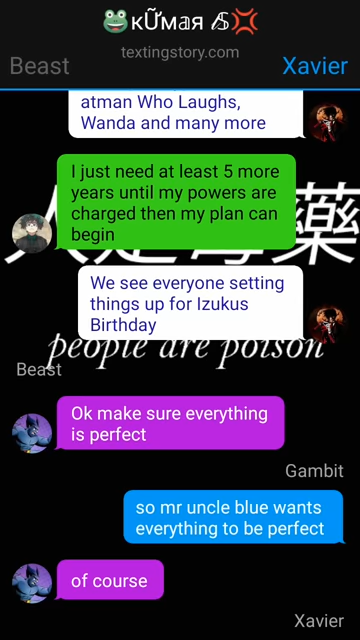 🐸кῨмая 𝒮💢
textingstory.com
Beast
Xavier
atman Who Laughs,
Wanda and many more
I just need at least 5 more
years until my powers are
charged then my plan can
begin
We see everyone setting
things up for Izukus
Birthday
people are poison
Beast
Ok make sure everything
is perfect
Gambit
so mr uncle blue wants
everything to be perfect
of course
Xavier